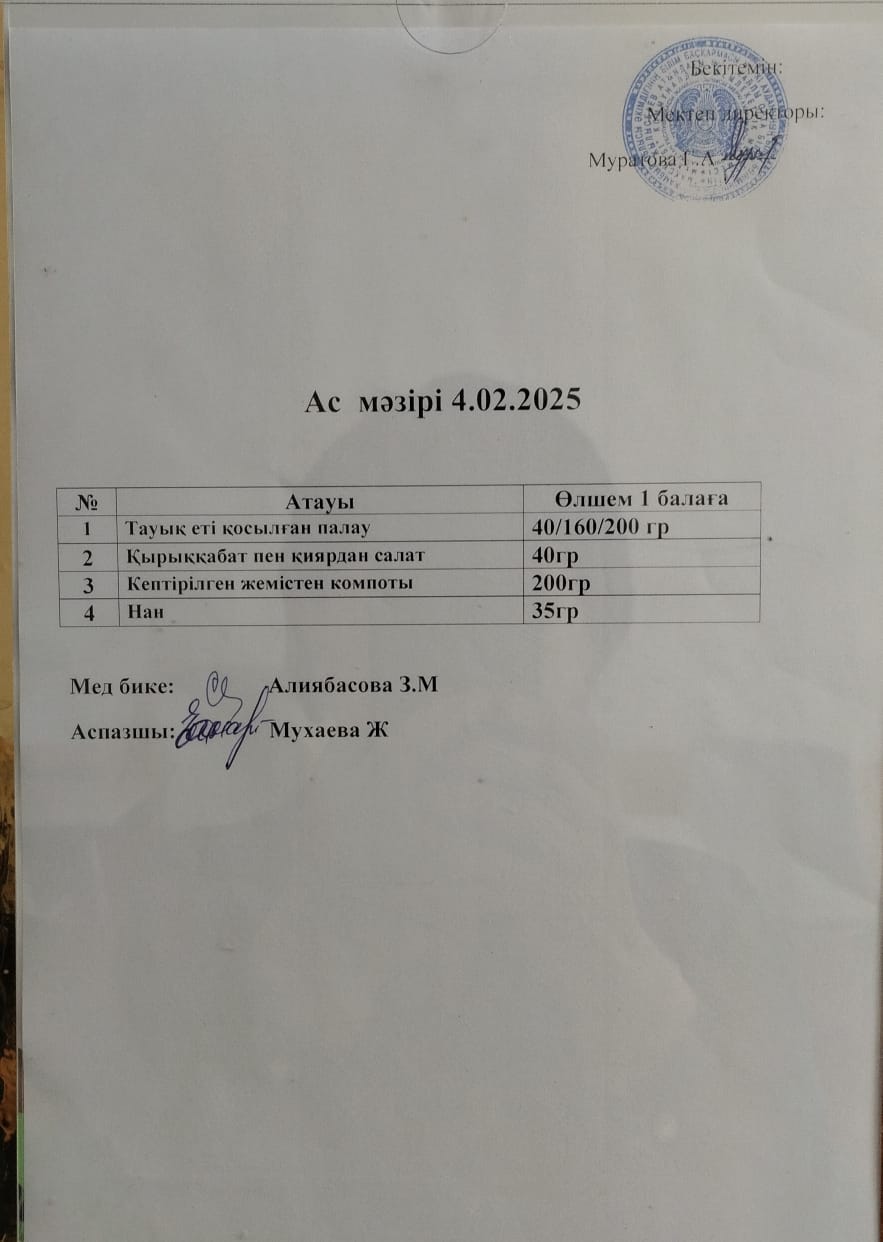 Бекітемін:
Мектеп директоры:
Муратова Г.А
Ас мәзірі 4.02.2025
№ Атауы Өлшем 1 балаға
1 Тауық еті қосылған палау 40/160/200 гр
2 Қырыққабат пен қиярдан салат 40гр
3 Кептірілген жемістен компоты 200гр
4 Нан 35гр
Мед бике: Алиябасова З.М
Аспазшы: Мухаева Ж